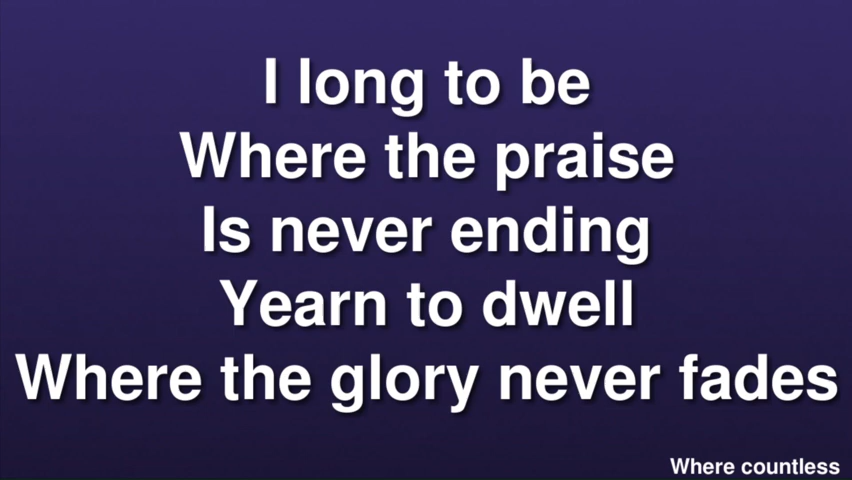 I long to be
Where the praise
Is never ending
Yearn to dwell
Where the glory never fades
Where countless